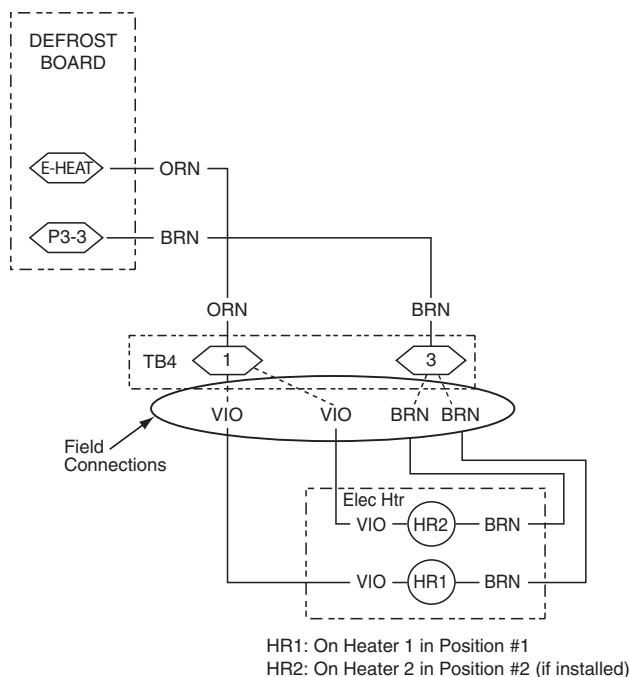 DEFROST
BOARD
E-HEAT
ORN
P3-3
BRN
ORN
BRN
TB4
1
3
VIO
VIO
BRN
BRN
Field
Connections
Elec Htr
VIO
HR2
BRN
VIO
HR1
BRN
HR1: On Heater 1 in Position #1
HR2: On Heater 2 in Position #2 (if installed)